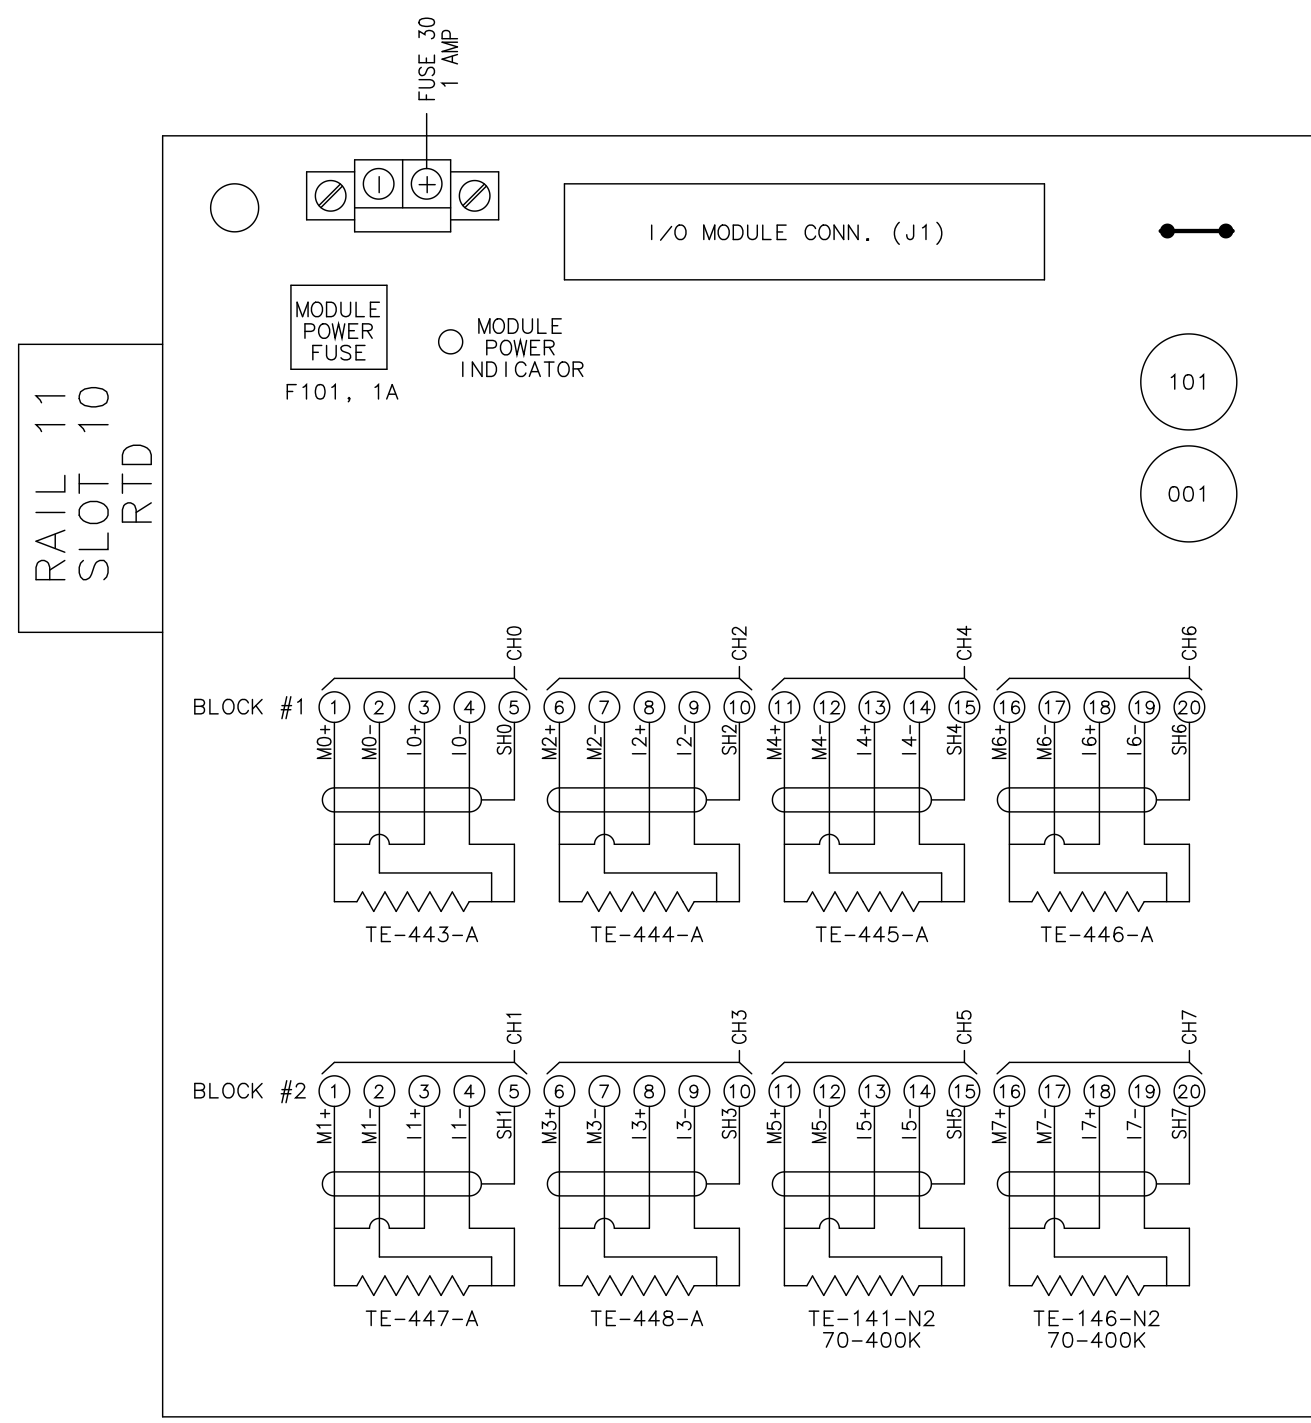 FUSE 30
1 AMP
I/O MODULE CONN. (J1)
MODULE
POWER
FUSE
F101, 1A
MODULE
POWER
INDICATOR
101
001
RAIL 11
SLOT 10
RTD
CH0 CH2 CH4 CH6
BLOCK #1 1 2 3 4 5 6 7 8 9 10 11 12 13 14 15 16 17 18 19 20
M0+ M0- I0+ I0- SH0 M2+ M2- I2+ I2- SH2 M4+ M4- I4+ I4- SH4 M6+ M6- I6+ I6- SH6
TE-443-A TE-444-A TE-445-A TE-446-A
CH1 CH3 CH5 CH7
BLOCK #2 1 2 3 4 5 6 7 8 9 10 11 12 13 14 15 16 17 18 19 20
M1+ M1- I1+ I1- SH1 M3+ M3- I3+ I3- SH3 M5+ M5- I5+ I5- SH5 M7+ M7- I7+ I7- SH7
TE-447-A TE-448-A TE-141-N2 TE-146-N2
70-400K 70-400K